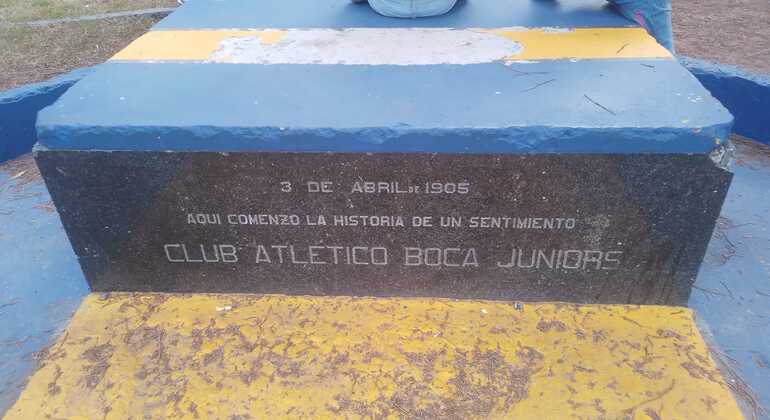 3 DE ABRIL DE 1905
AQUI COMENZO LA HISTORIA DE UN SENTIMIENTO
CLUB ATLETICO BOCA JUNIORS